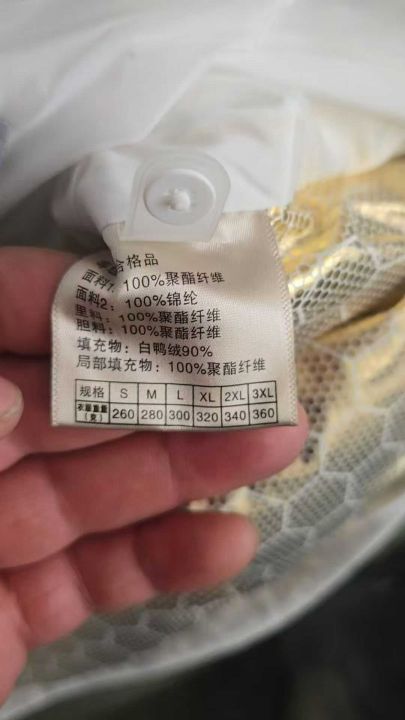 合格品
面料1：100%聚酯纤维
面料2：100%锦纶
里料：100%聚酯纤维
胆料：100%聚酯纤维
填充物：白鸭绒90%
局部填充物：100%聚酯纤维
规格 S M L XL 2XL 3XL
(克) 260 280 300 320 340 360